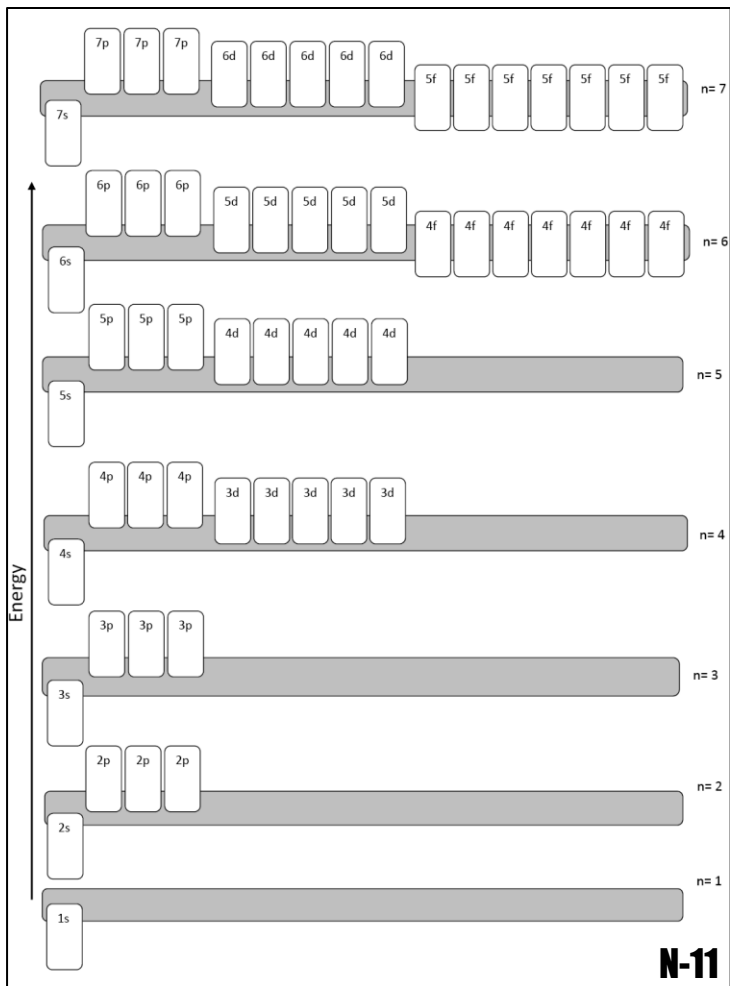 7p 7p 7p
6d 6d 6d 6d 6d
5f 5f 5f 5f 5f 5f 5f
n= 7
7s
6p 6p 6p
5d 5d 5d 5d 5d
4f 4f 4f 4f 4f 4f 4f
n= 6
6s
5p 5p 5p
4d 4d 4d 4d 4d
n= 5
5s
4p 4p 4p
3d 3d 3d 3d 3d
n= 4
4s
Energy
3p 3p 3p
n= 3
3s
2p 2p 2p
n= 2
2s
n= 1
1s
N-11